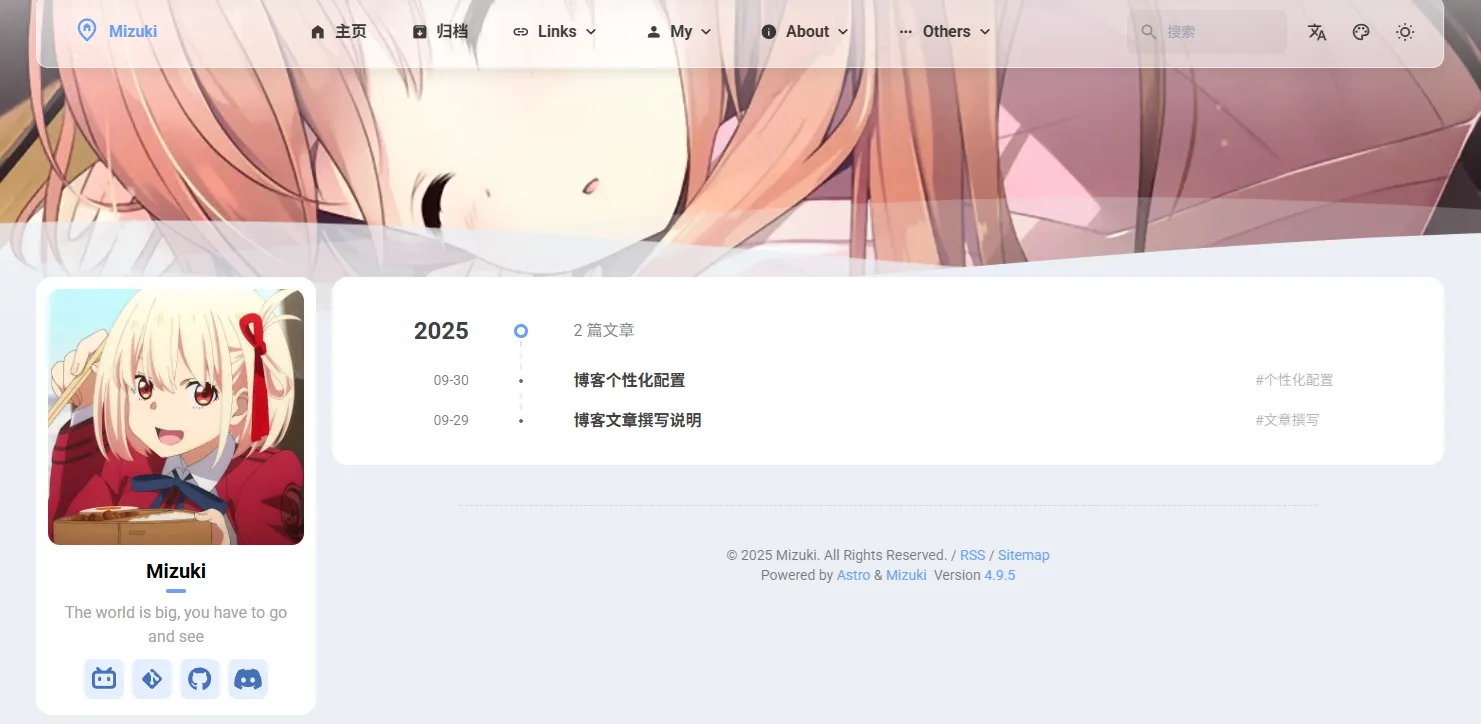 Mizuki 主页 归档 Links My About Others 搜索
2025 2 篇文章
09-30 博客个性化配置 #个性化配置
09-29 博客文章撰写说明 #文章撰写
Mizuki
The world is big, you have to go
and see
© 2025 Mizuki. All Rights Reserved. / RSS / Sitemap
Powered by Astro & Mizuki Version 4.9.5